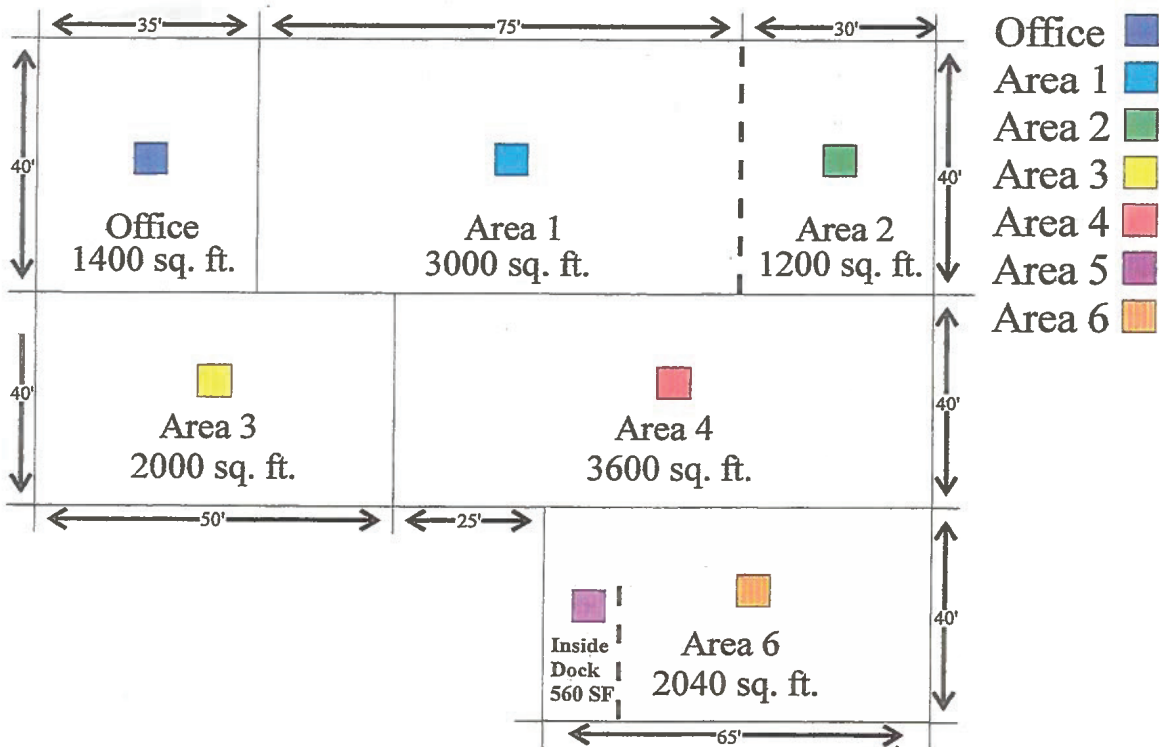 35'
75'
30'
Office
Area 1
Area 2
Area 3
Area 4
Area 5
Area 6
40'
40'
Office
1400 sq. ft.
Area 1
3000 sq. ft.
Area 2
1200 sq. ft.
40'
40'
Area 3
2000 sq. ft.
Area 4
3600 sq. ft.
50'
25'
40'
Inside
Dock
560 SF
Area 6
2040 sq. ft.
65'